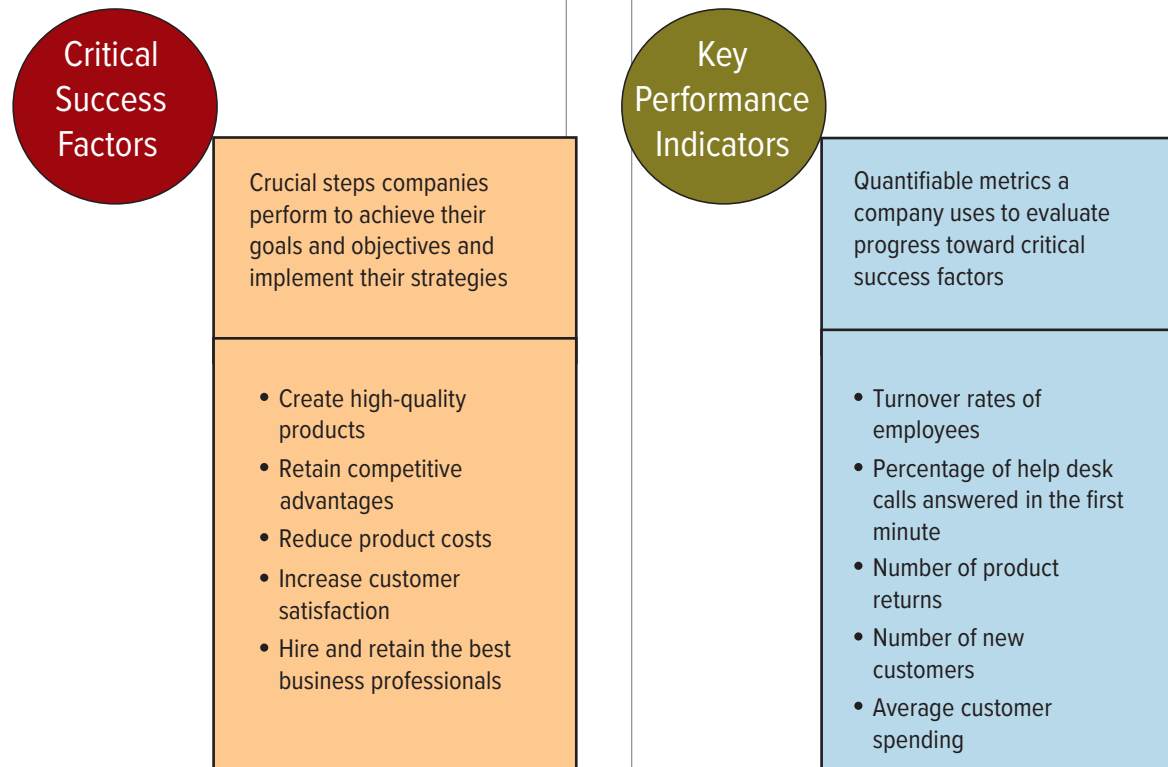 Critical
Success
Factors
Crucial steps companies
perform to achieve their
goals and objectives and
implement their strategies
• Create high-quality
products
• Retain competitive
advantages
• Reduce product costs
• Increase customer
satisfaction
• Hire and retain the best
business professionals
Key
Performance
Indicators
Quantifiable metrics a
company uses to evaluate
progress toward critical
success factors
• Turnover rates of
employees
• Percentage of help desk
calls answered in the first
minute
• Number of product
returns
• Number of new
customers
• Average customer
spending